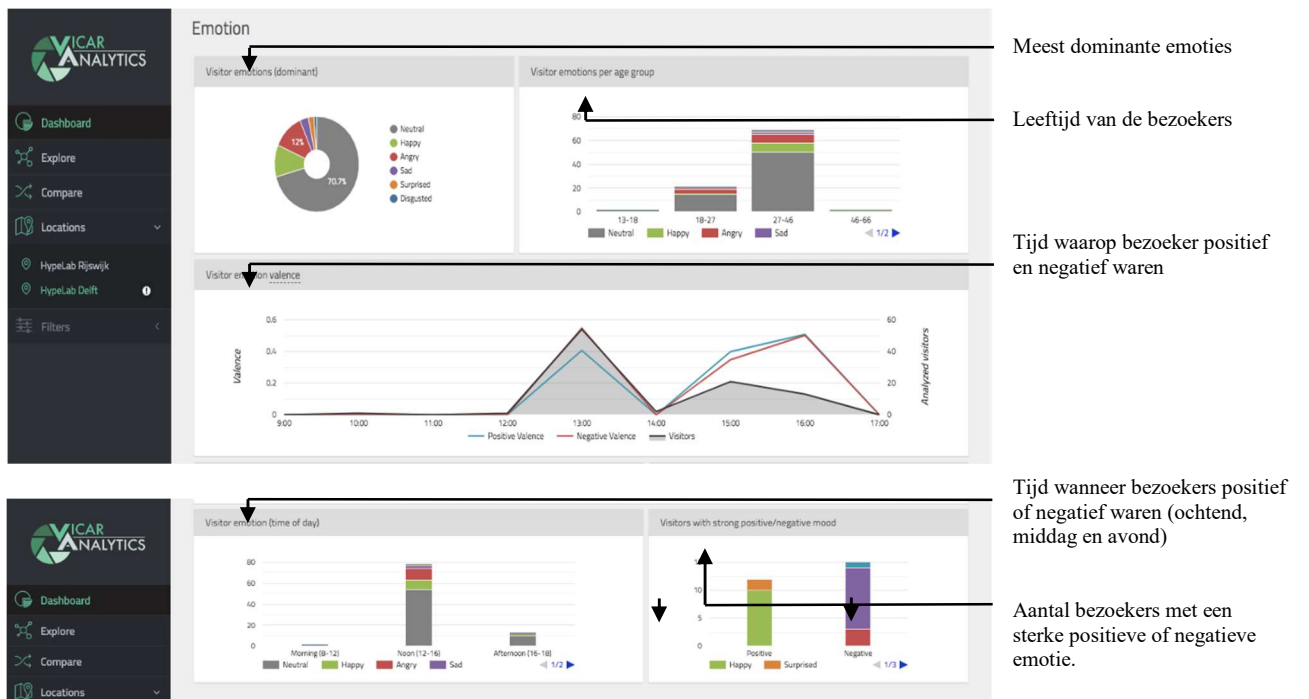 VICAR
ANALYTICS
Dashboard
Explore
Compare
Locations
HypeLab Rijswijk
HypeLab Delft
Filters
Emotion
Visitor emotions (dominant)
12%
70.7%
Neutral
Happy
Angry
Sad
Surprised
Disgusted
Visitor emotions per age group
80
60
40
20
0
13-18 18-27 27-46 46-66
Neutral Happy Angry Sad 1/2
Visitor emotion valence
0.6
0.4
0.2
0
Valence
60
40
20
0
Analyzed visitors
9:00 10:00 11:00 12:00 13:00 14:00 15:00 16:00 17:00
Positive Valence Negative Valence Visitors
Meest dominante emoties
Leeftijd van de bezoekers
Tijd waarop bezoeker positief
en negatief waren
VICAR
ANALYTICS
Dashboard
Explore
Compare
Locations
Visitor emotion (time of day)
80
60
40
20
0
Morning (8-12) Noon (12-16) Afternoon (16-18)
Neutral Happy Angry Sad 1/2
Visitors with strong positive/negative mood
10
5
0
Positive Negative
Happy Surprised 1/3
Tijd wanneer bezoekers positief
of negatief waren (ochtend,
middag en avond)
Aantal bezoekers met een
sterke positieve of negatieve
emotie.